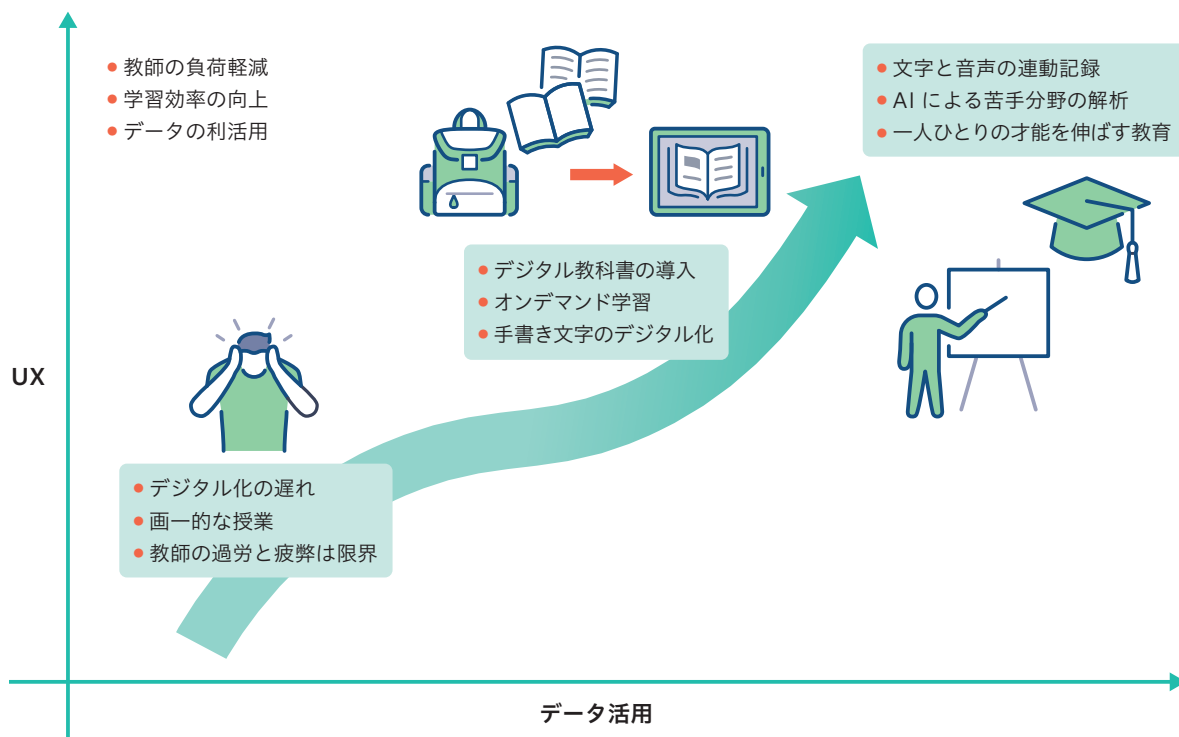 教師の負荷軽減
学習効率の向上
データの利活用
文字と音声の連動記録
AI による苦手分野の解析
一人ひとりの才能を伸ばす教育
デジタル教科書の導入
オンデマンド学習
手書き文字のデジタル化
UX
デジタル化の遅れ
画一的な授業
教師の過労と疲弊は限界
データ活用